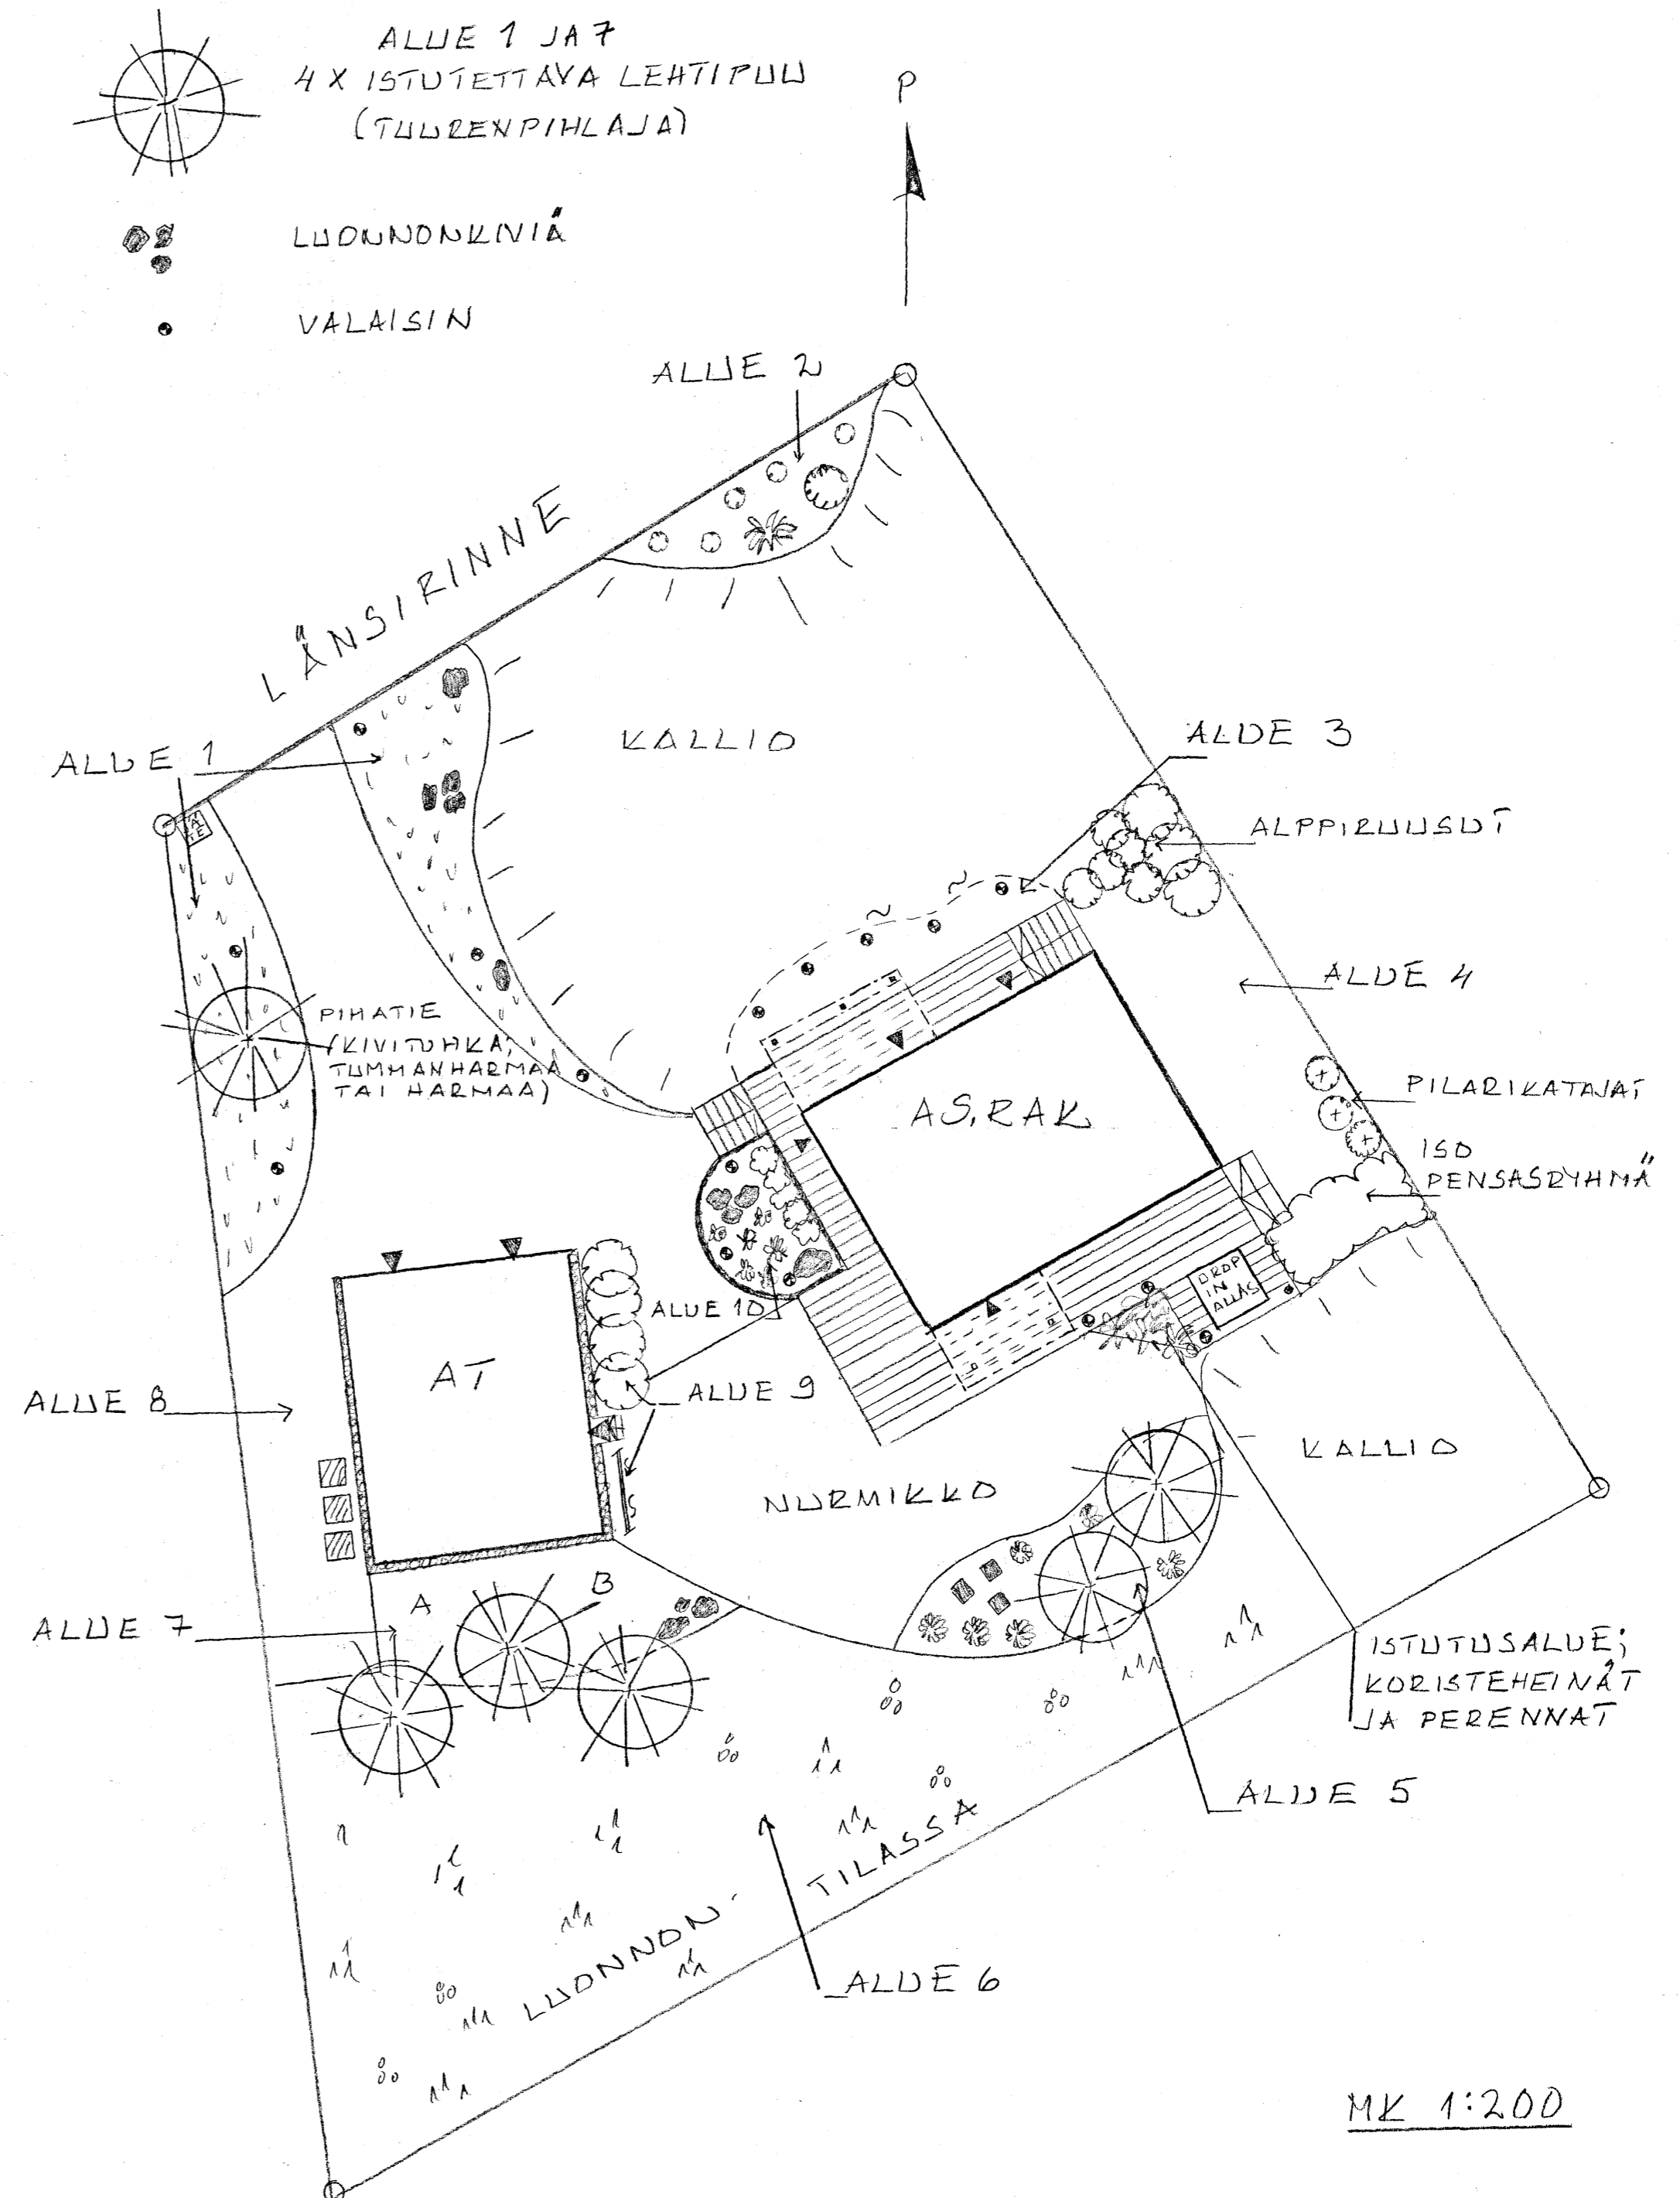 ALUE 1 JA 7
4 X ISTUTETTAVA LEHTIPUU
(TUURENPIHLAJA)
P
LUONNONKIVIÄ
VALAISIN
ALUE 2
LÄNSIRINNE
KALLIO
ALUE 3
ALUE 1
JÄTE
ALPPIRUUSUT
ALUE 4
PIHATIE
(KIVITUHKA;
TUMMANHARMAA
TAI HARMAA)
AS.RAK
PILARIKATAJAT
ISO
PENSASRYHMÄ
DROP
IN
ALLAS
ALUE 10
AT
ALUE 9
ALUE 8
KALLIO
NURMIKKO
S
A
B
ALUE 7
ISTUTUSALUE;
KORISTEHEINÄT
JA PERENNAT
ALUE 5
LUONNON-
TILASSA
ALUE 6
MK 1:200